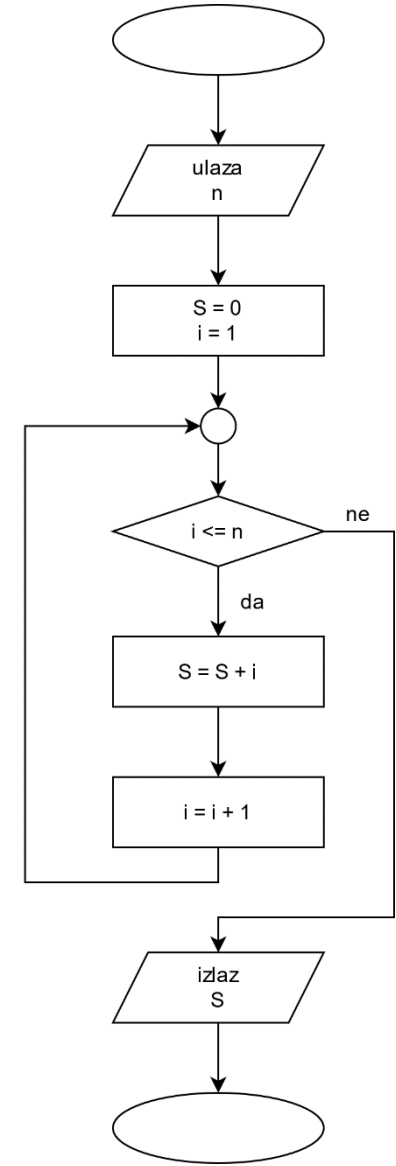 ulaza
n
S = 0
i = 1
i <= n
ne
da
S = S + i
i = i + 1
izlaz
S